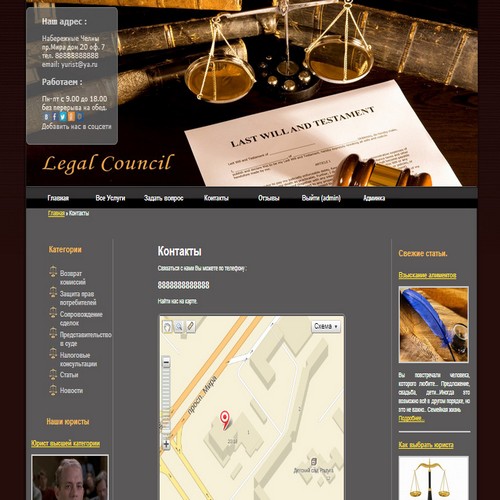 Наш адрес :
Набережные Челны
пр.Мира дом 20 оф. 7
тел. 88888888888
email: yurist@ya.ru
Работаем :
Пн-пт с 9.00 до 18.00
без перерыва на обед.
Добавить нас в соцсети
LAST WILL AND TESTAMENT
Legal Council
Главная Все Услуги Задать вопрос Контакты Отзывы Выйти (admin) Админка
Главная » Контакты
Категории
Возврат
комиссий
Защита прав
потребителей
Сопровождение
сделок
Представительство
в суде
Налоговые
консультации
Статьи
Новости
Наши юристы
Юрист высшей категории
Контакты
Связаться с нами Вы можете по телефону :
8888888888888
Найти нас на карте.
Схема
просп. Мира
Детский сад Радуга
Свежие статьи.
Взыскание алиментов
Вы повстречали человека,
которого любите... Предложение,
свадьба, дети...Иногда это
возможно всё в другом порядке, но
это не важно. Семейная жизнь
Подробнее...
Как выбрать юриста